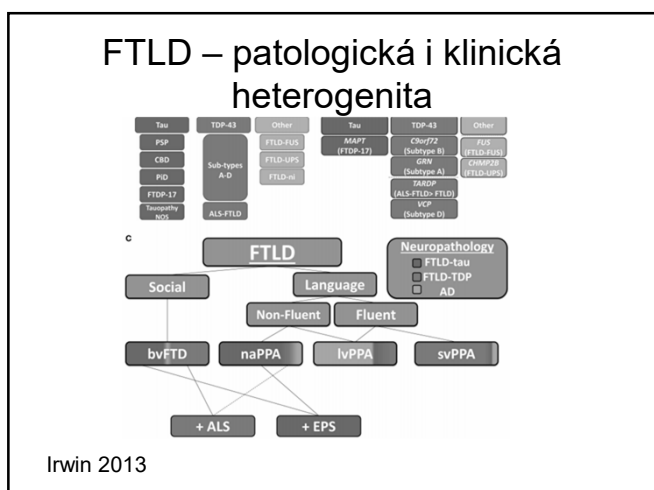 FTLD – patologická i klinická
heterogenita
Tau
PSP
CBD
PiD
FTDP-17
Tauopathy
NOS
TDP-43
Sub-types
A-D
ALS-FTLD
Other
FTLD-FUS
FTLD-UPS
FTLD-ni
Tau
MAPT
(FTDP-17)
TDP-43
C9orf72
(Subtype B)
GRN
(Subtype A)
TARDP
(ALS-FTLD> FTLD)
VCP
(Subtype D)
Other
FUS
(FTLD-FUS)
CHMP2B
(FTLD-UPS)
c
FTLD
Neuropathology
FTLD-tau
FTLD-TDP
AD
Social
Language
Non-Fluent
Fluent
bvFTD
naPPA
lvPPA
svPPA
+ ALS
+ EPS
Irwin 2013